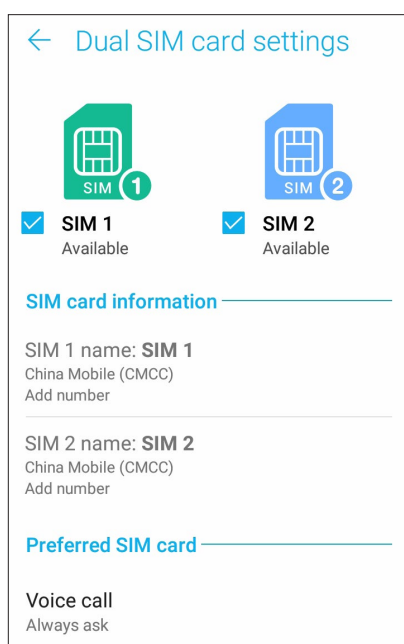 Dual SIM card settings
SIM 1
SIM 2
SIM 1
SIM 2
Available
Available
SIM card information
SIM 1 name: SIM 1
China Mobile (CMCC)
Add number
SIM 2 name: SIM 2
China Mobile (CMCC)
Add number
Preferred SIM card
Voice call
Always ask